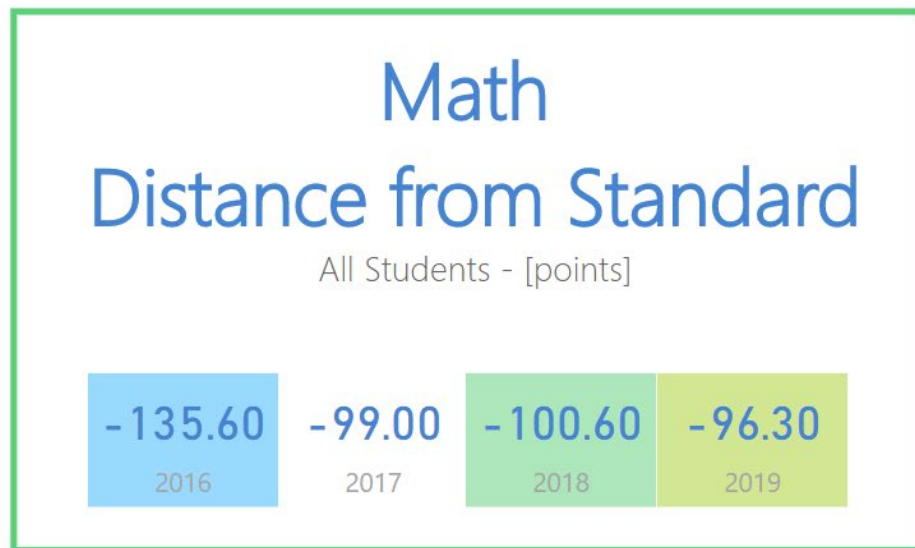 Math
Distance from Standard
All Students - [points]
-135.60 -99.00 -100.60 -96.30
2016 2017 2018 2019